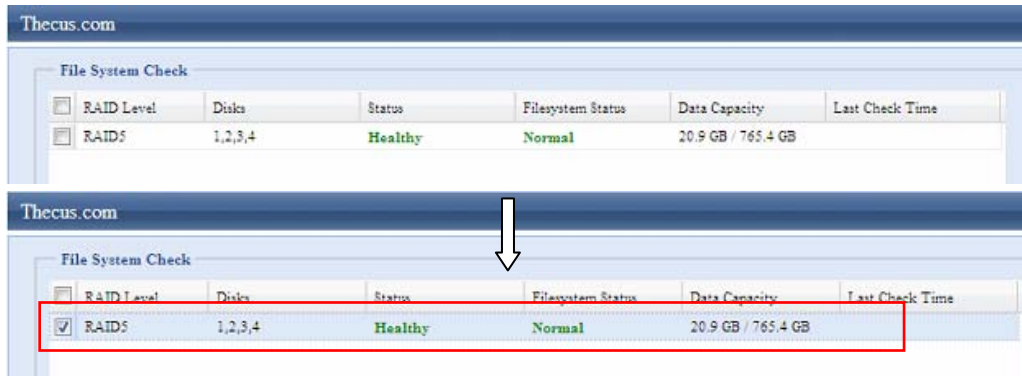 Thecus.com
File System Check
RAID Level Disks Status Filesystem Status Data Capacity Last Check Time
RAID5 1,2,3,4 Healthy Normal 20.9 GB / 765.4 GB
Thecus.com
File System Check
RAID Level Disks Status Filesystem Status Data Capacity Last Check Time
RAID5 1,2,3,4 Healthy Normal 20.9 GB / 765.4 GB